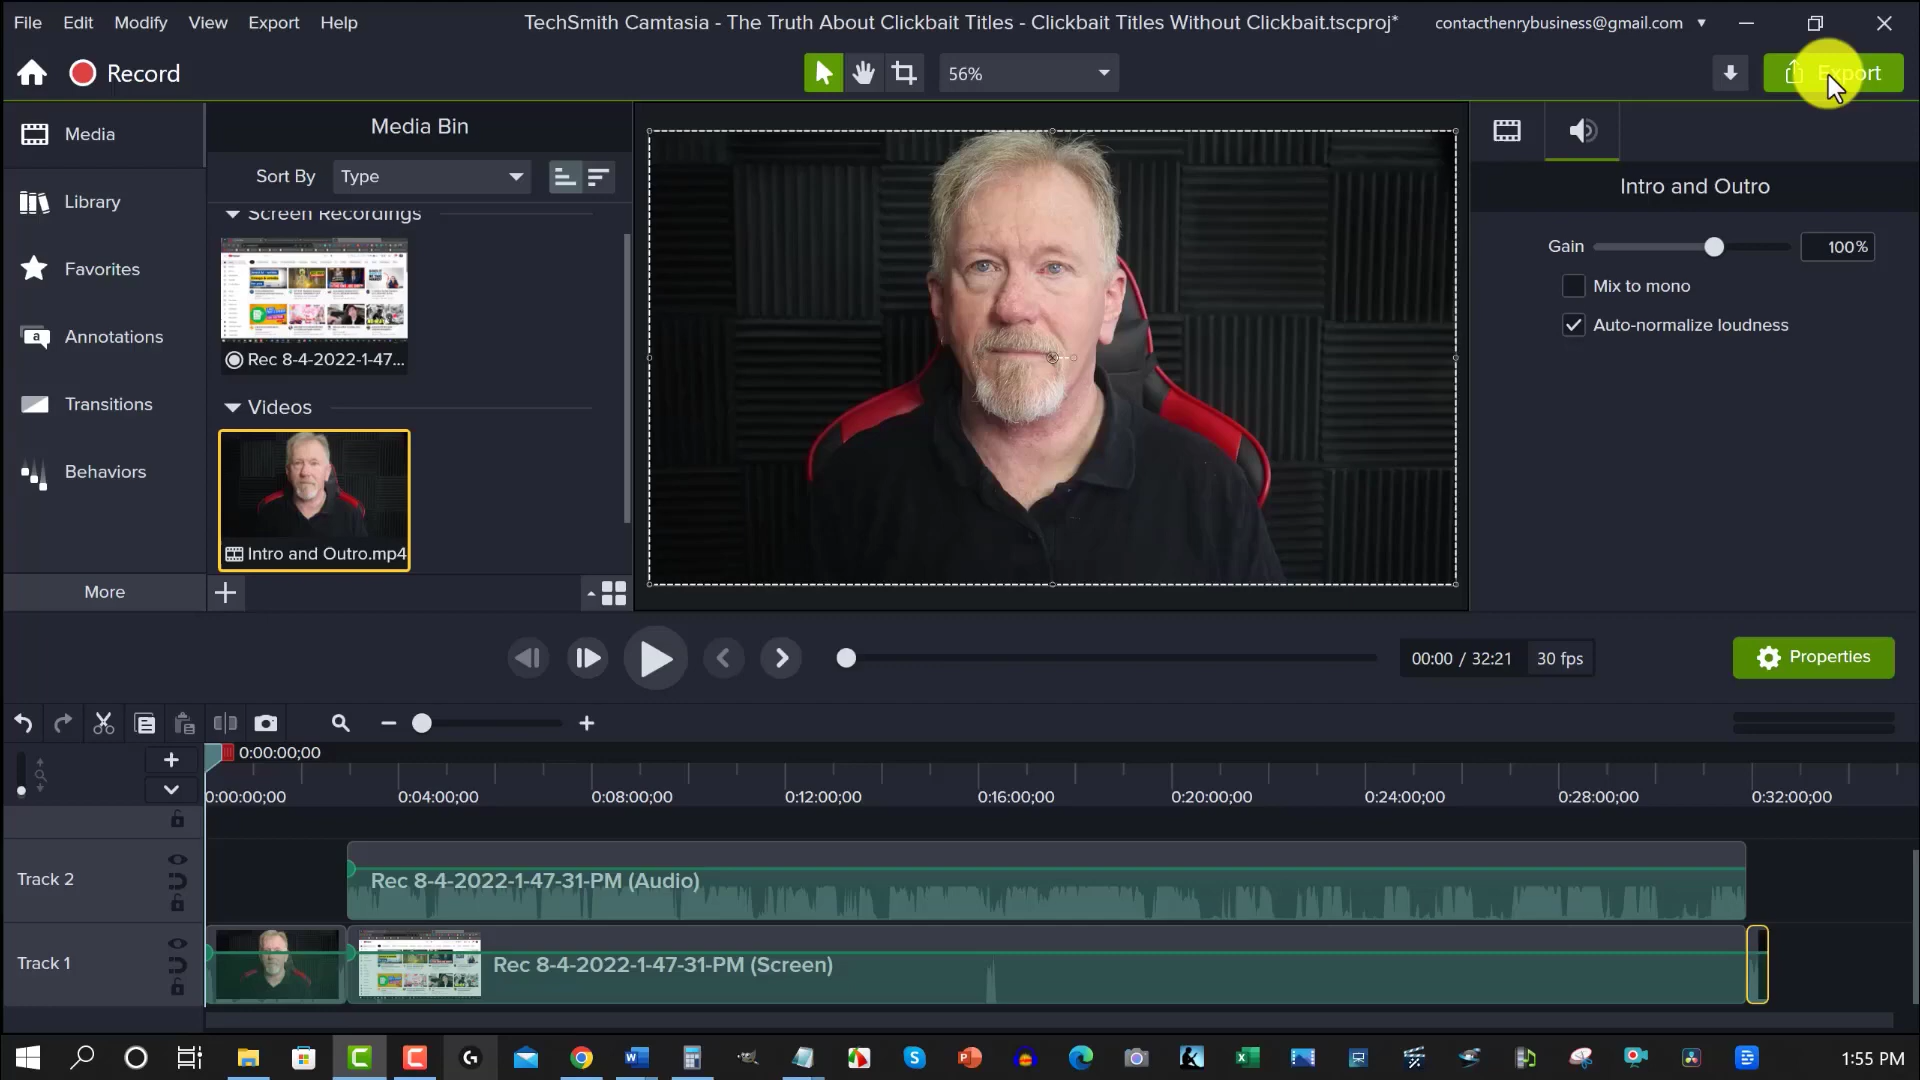 File Edit Modify View Export Help
TechSmith Camtasia - The Truth About Clickbait Titles - Clickbait Titles Without Clickbait.tscproj*
contacthenrybusiness@gmail.com
Record
56%
Export
Media
Library
Favorites
Annotations
Transitions
Behaviors
More
Media Bin
Sort By Type
Screen Recordings
Rec 8-4-2022-1-47...
Videos
Intro and Outro.mp4
Intro and Outro
Gain 100%
Mix to mono
Auto-normalize loudness
00:00 / 32:21 30 fps
Properties
0:00:00;00
0:00:00;00 0:04:00;00 0:08:00;00 0:12:00;00 0:16:00;00 0:20:00;00 0:24:00;00 0:28:00;00 0:32:00;00
Track 2
Rec 8-4-2022-1-47-31-PM (Audio)
Track 1
Rec 8-4-2022-1-47-31-PM (Screen)
1:55 PM